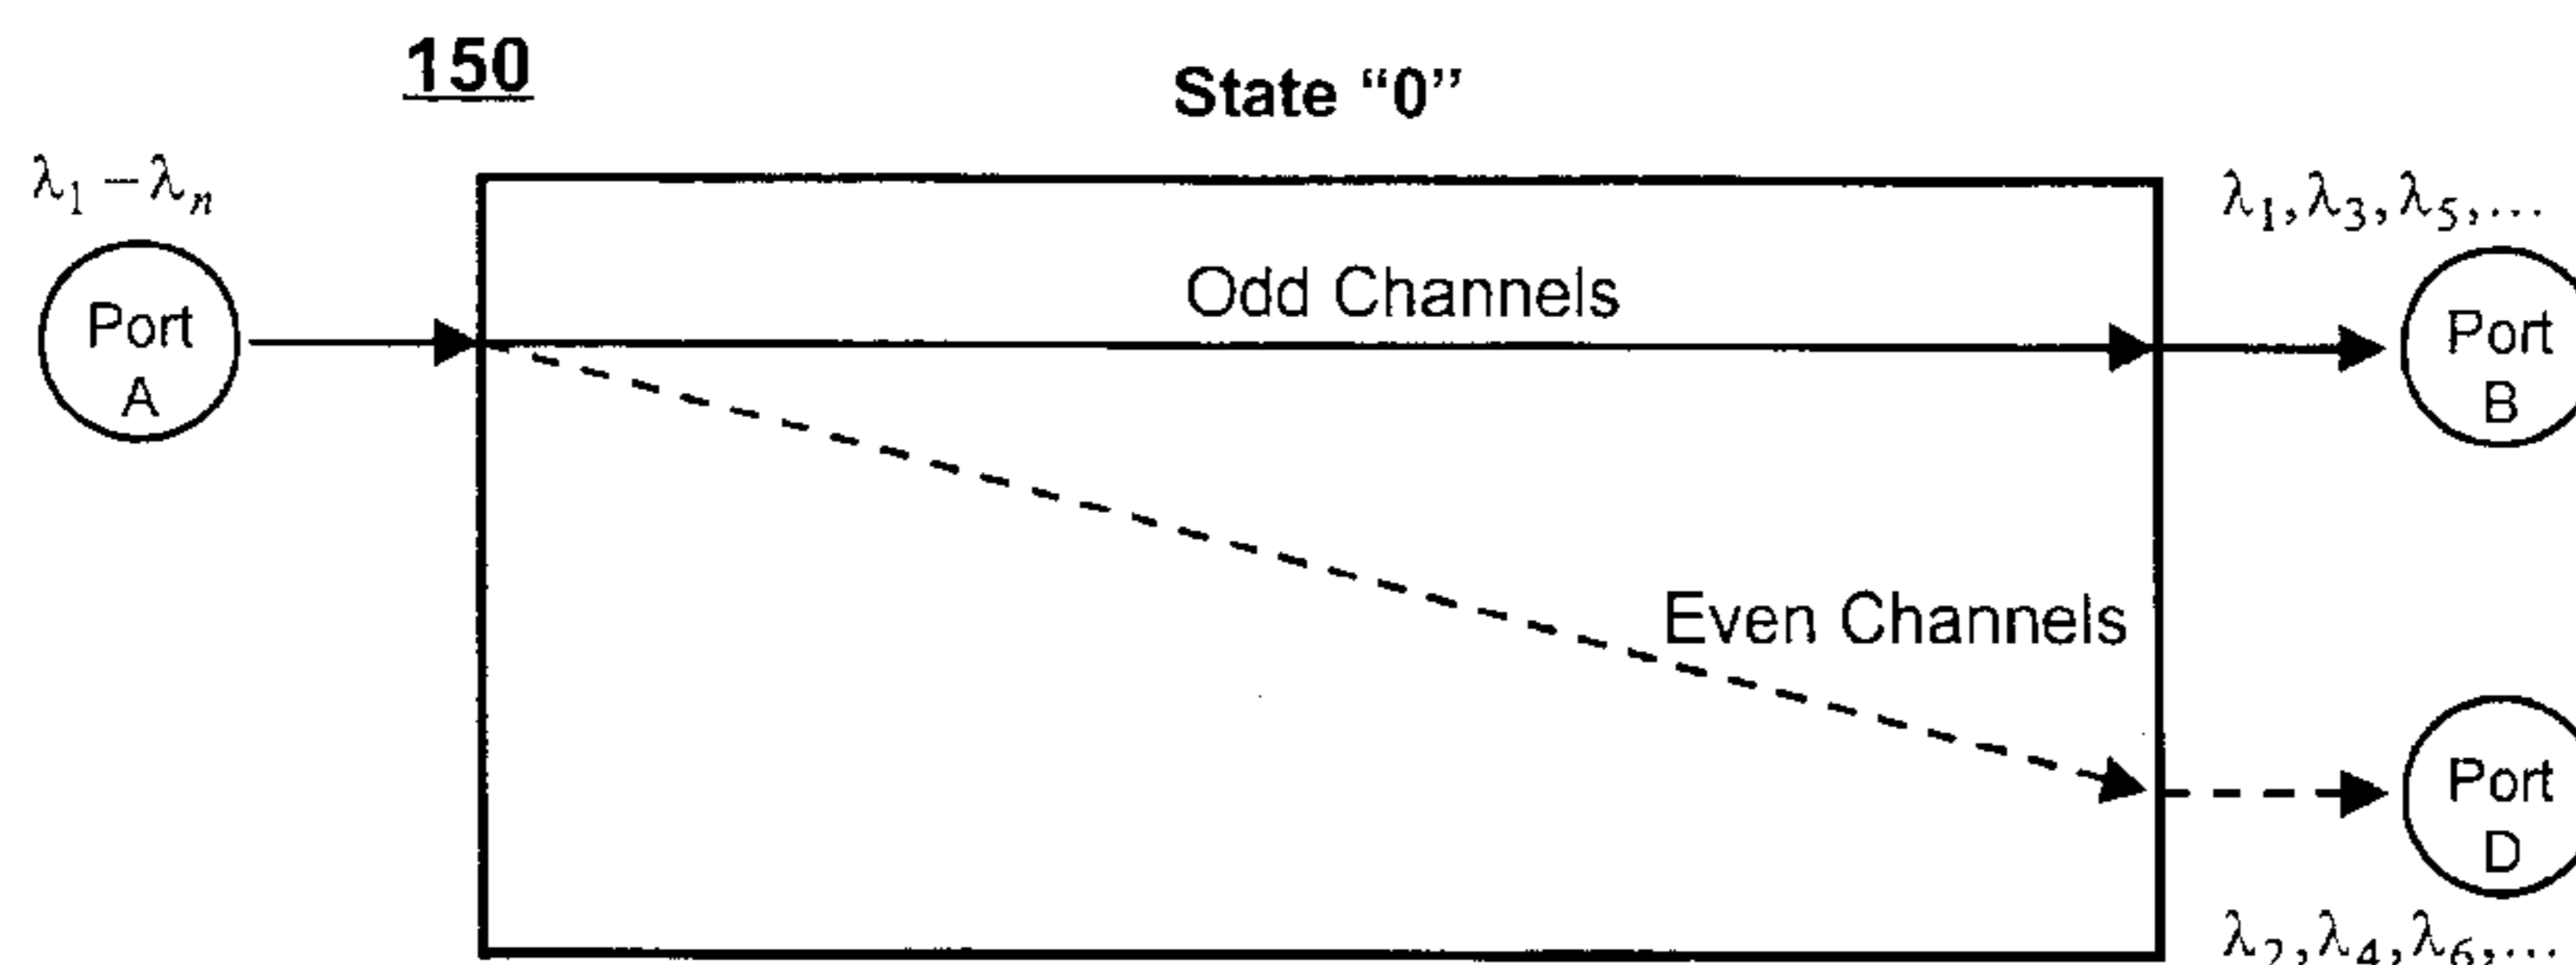 150
State “0”
λ₁ – λₙ
λ₁, λ₃, λ₅, ...
Odd Channels
Port
A
Port
B
Even Channels
Port
D
λ₂, λ₄, λ₆, ...